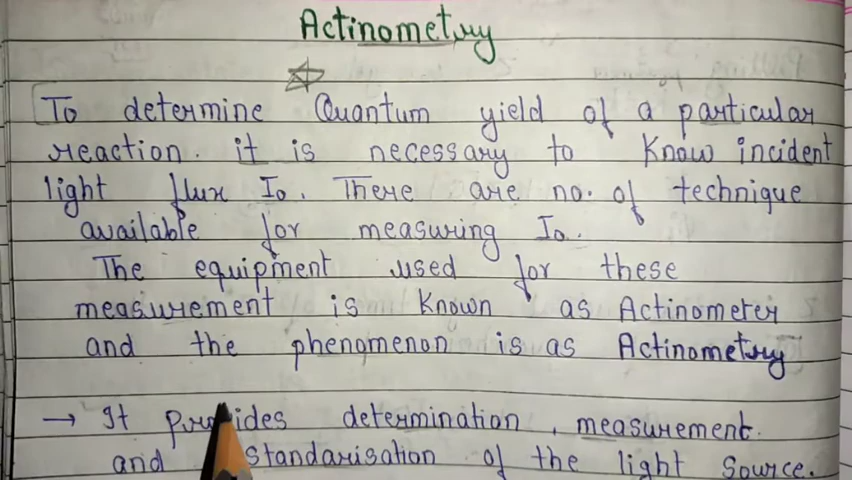 Actinometry
To determine Quantum yield of a particular
reaction. it is necessary to know incident
light flux I₀. There are no. of technique
available for measuring I₀.
The equipment used for these
measurement is known as Actinometer
and the phenomenon is as Actinometry
→ It provides determination, measurement.
and standarisation of the light source.